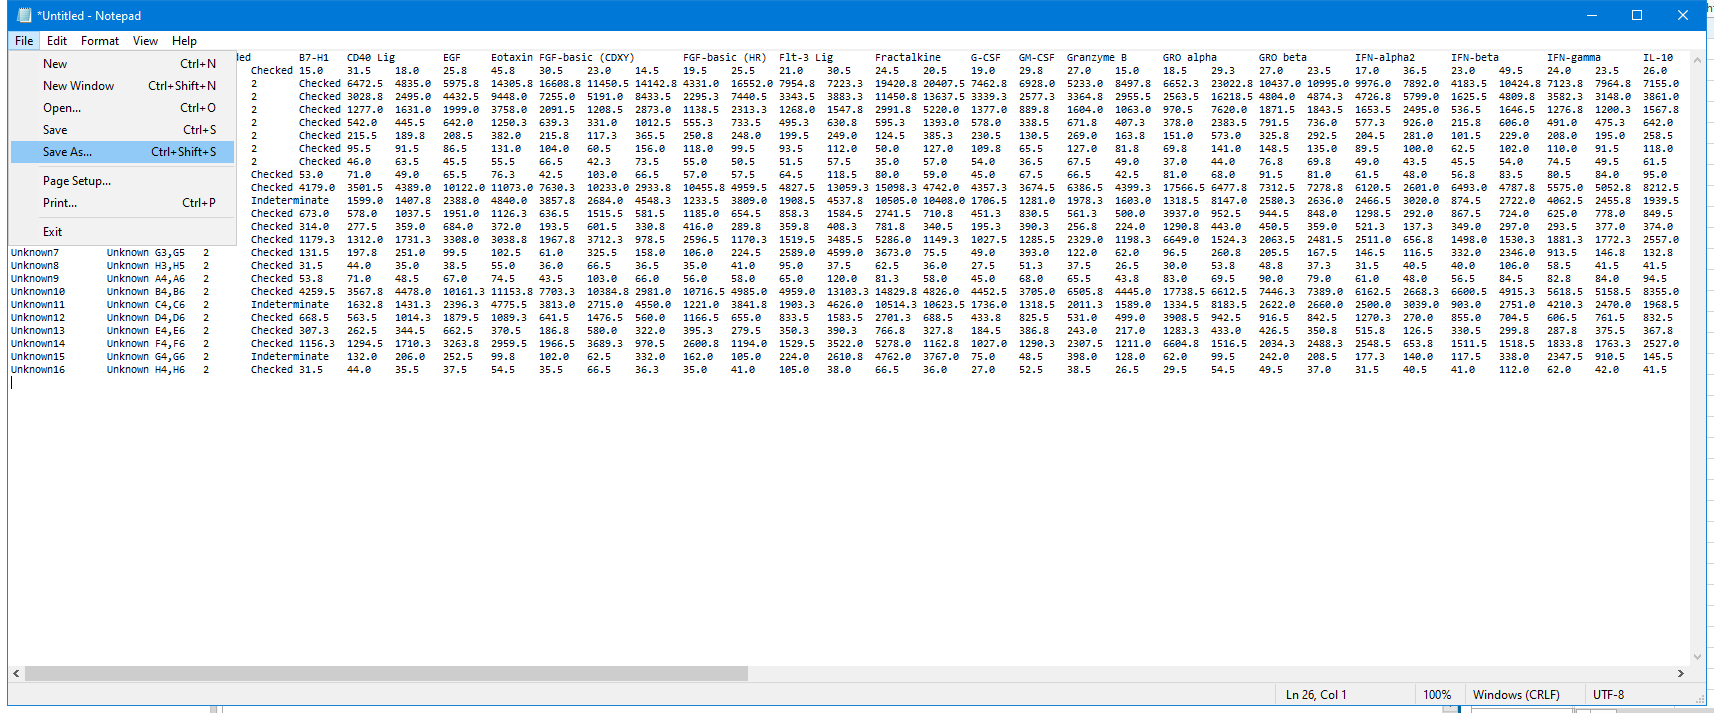 *Untitled - Notepad
File Edit Format View Help
New Ctrl+N
New Window Ctrl+Shift+N
Open... Ctrl+O
Save Ctrl+S
Save As... Ctrl+Shift+S
Page Setup...
Print... Ctrl+P
Exit
ded B7-H1 CD40 Lig EGF Eotaxin FGF-basic (CDXY) FGF-basic (HR) Flt-3 Lig Fractalkine G-CSF GM-CSF Granzyme B GRO alpha GRO beta IFN-alpha2 IFN-beta IFN-gamma IL-10
Checked 15.0 31.5 18.0 25.8 45.8 30.5 23.0 14.5 19.5 25.5 21.0 30.5 24.5 20.5 19.0 29.8 27.0 15.0 18.5 29.3 27.0 50.5 17.0 36.5 23.0 49.5 24.0 23.5 26.0
2 Checked 6472.5 4835.0 5975.8 14305.8 16608.8 11450.5 14142.8 4331.0 16552.0 7954.8 7223.3 19420.8 20407.5 7462.8 6928.0 5233.0 8497.8 6652.3 23022.8 10437.0 10995.0 9976.0 7892.0 4183.5 10424.8 7123.8 7964.8 7155.0
2 Checked 3028.8 2495.0 4432.5 9448.0 7255.0 5191.0 8433.5 2295.3 7440.5 3343.5 3883.3 11450.8 13637.5 3339.3 2577.3 3364.8 2955.5 2563.5 16218.5 4804.0 4874.3 4726.8 5799.0 1625.5 4809.8 3582.3 3148.0 3861.0
2 Checked 1277.0 1631.0 1999.0 3758.0 2091.5 1208.5 2873.0 1138.5 2313.3 1268.0 1547.8 2991.8 5220.0 1377.0 889.8 1604.0 1063.0 970.5 7620.0 1871.5 1843.5 1653.5 2495.0 536.5 1646.5 1276.8 1200.3 1567.8
2 Checked 542.0 445.5 642.0 1250.3 639.3 331.0 1012.5 555.3 733.5 495.3 630.8 595.3 1393.0 578.0 338.5 671.8 407.3 378.0 2383.5 791.5 736.0 577.3 926.0 215.8 606.0 491.0 475.3 642.0
2 Checked 215.5 189.8 208.5 382.0 215.8 117.3 365.5 250.8 248.0 199.5 249.0 124.5 385.3 230.5 130.5 269.0 163.8 151.0 573.0 325.8 292.5 204.5 281.0 101.5 229.0 208.0 195.0 258.5
2 Checked 95.5 91.5 86.5 131.0 104.0 60.5 156.0 118.0 99.5 93.5 112.0 50.0 127.0 109.8 65.5 127.0 81.8 69.8 141.0 148.5 135.0 89.5 100.0 62.5 102.0 110.0 91.5 118.0
2 Checked 46.0 63.5 45.5 55.5 66.5 42.3 73.5 55.0 50.5 51.5 57.5 35.0 57.0 54.0 36.5 67.5 49.0 37.0 44.0 76.8 69.8 49.0 43.5 45.5 54.0 74.5 49.5 61.5
Checked 53.0 71.0 49.0 65.5 76.3 42.5 103.0 66.5 57.0 57.5 64.5 118.5 80.5 59.0 45.0 67.5 66.5 42.5 81.0 68.0 91.5 81.0 61.5 48.0 56.8 83.5 80.5 84.0 95.0
Checked 4179.0 3501.5 4389.0 10122.0 11073.0 7630.3 10233.0 2933.8 10455.8 4959.5 4827.5 13059.3 15098.3 4742.0 4357.3 3674.5 6386.5 4399.3 17566.5 6477.8 7312.5 7278.8 6120.5 2601.0 6493.0 4787.8 5575.0 5052.8 8212.5
Indeterminate 1599.0 1407.8 2388.0 4840.0 3857.8 2684.0 4548.3 1233.5 3809.0 1908.5 4537.8 10505.0 10408.0 1706.5 1281.0 1978.3 1603.0 1318.5 8147.0 2580.3 2636.0 2466.5 3020.0 874.5 2722.0 4062.5 2455.8 1939.5
Checked 673.0 578.0 1037.5 1951.0 1126.3 636.5 1515.5 581.5 1185.0 654.5 858.3 1584.5 2741.5 710.8 451.3 830.5 561.3 500.0 3937.0 952.5 944.5 848.0 1298.5 292.0 867.5 724.0 625.0 778.0 849.5
Checked 314.0 277.5 359.0 684.0 372.0 193.5 601.5 330.8 416.0 289.8 359.8 408.3 781.8 340.5 195.3 390.3 256.8 224.0 1290.8 443.0 450.5 359.0 521.3 137.3 349.0 297.0 293.5 377.0 374.0
Checked 1179.3 1312.0 1731.3 3308.0 3038.8 1967.8 3712.3 978.5 2596.5 1170.3 1519.5 3485.5 5286.0 1149.3 1027.5 1285.5 2329.0 1198.3 6649.0 1524.3 2063.5 2481.5 2511.0 656.8 1498.0 1530.3 1881.3 1772.3 2557.0
Unknown7 Unknown G3,G5 2 Checked 131.5 197.8 251.0 99.5 102.5 61.0 325.5 158.0 106.0 224.5 2589.0 4599.0 3673.0 75.5 49.0 393.0 122.0 62.0 96.5 260.8 205.5 167.5 146.5 116.5 332.0 2346.0 913.5 146.8 132.8
Unknown8 Unknown H3,H5 2 Checked 31.5 44.0 35.0 38.5 55.0 36.0 66.5 36.5 35.0 41.0 95.0 37.5 62.5 36.0 27.5 51.3 37.5 26.5 30.0 53.8 48.8 37.3 31.5 40.5 40.0 106.0 58.5 41.5 41.5
Unknown9 Unknown A4,A6 2 Checked 53.8 71.0 48.5 67.0 74.5 43.5 103.0 66.0 56.0 58.0 65.0 120.0 81.3 58.0 45.0 68.0 65.5 43.8 83.0 69.5 90.0 79.0 61.0 48.0 56.5 84.5 82.8 84.0 94.5
Unknown10 Unknown B4,B6 2 Checked 4259.5 3567.8 4478.0 10161.3 11153.8 7703.3 10384.8 2981.0 10716.5 4985.0 4959.0 13103.3 14829.8 4826.0 4452.5 3705.0 6505.8 4445.0 17738.5 6612.5 7446.3 7389.0 6162.5 2668.3 6600.5 4915.3 5618.5 5158.5 8355.0
Unknown11 Unknown C4,C6 2 Indeterminate 1632.8 1431.3 2396.3 4775.5 3813.0 2715.0 4550.0 1221.0 3841.8 1903.3 4626.0 10514.3 10623.5 1736.0 1318.5 2011.3 1589.0 1334.5 8183.5 2622.0 2660.0 2500.0 3039.0 903.0 2751.0 4210.3 2470.0 1968.5
Unknown12 Unknown D4,D6 2 Checked 668.5 563.5 1014.3 1879.5 1089.3 641.5 1476.5 560.0 1166.5 655.0 833.5 1583.5 2701.3 688.5 433.8 825.5 531.0 499.0 3908.5 942.5 916.5 842.5 1270.3 270.0 855.0 704.5 606.5 761.5 832.5
Unknown13 Unknown E4,E6 2 Checked 307.3 262.5 344.5 662.5 370.5 186.8 580.0 322.0 395.3 279.5 350.3 390.3 766.8 327.8 184.5 386.8 243.0 217.0 1283.3 433.0 426.5 350.8 515.8 126.5 330.5 299.8 287.8 375.5 367.8
Unknown14 Unknown F4,F6 2 Checked 1156.3 1294.5 1710.3 3263.8 2959.5 1966.5 3689.3 970.5 2600.8 1194.0 1529.5 3522.0 5278.0 1162.8 1027.0 1290.3 2307.5 1211.0 6604.8 1516.5 2034.3 2488.3 2548.5 653.8 1511.5 1518.5 1833.8 1763.3 2527.0
Unknown15 Unknown G4,G6 2 Indeterminate 132.0 206.0 252.5 99.8 102.0 62.5 332.0 162.0 105.0 224.0 2610.8 4762.0 3767.0 75.0 48.5 398.0 128.0 62.0 99.5 242.0 208.5 177.3 140.0 117.5 338.0 2347.5 910.5 145.5
Unknown16 Unknown H4,H6 2 Checked 31.5 44.0 35.5 37.5 54.5 35.5 66.5 36.3 35.0 41.0 105.0 38.0 66.5 36.0 27.0 52.5 38.5 26.5 29.5 54.5 49.5 37.0 31.5 40.5 41.0 112.0 62.0 42.0 41.5
Ln 26, Col 1 100% Windows (CRLF) UTF-8